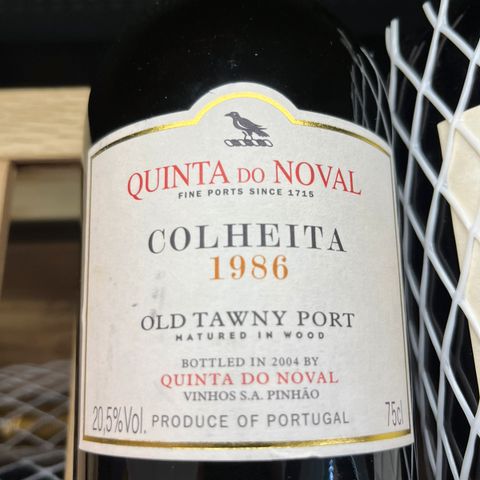 QUINTA DO NOVAL
FINE PORTS SINCE 1715
COLHEITA
1986
OLD TAWNY PORT
MATURED IN WOOD
BOTTLED IN 2004 BY
QUINTA DO NOVAL
VINHOS S.A. PINHÃO
20,5%Vol. PRODUCE OF PORTUGAL 75cl